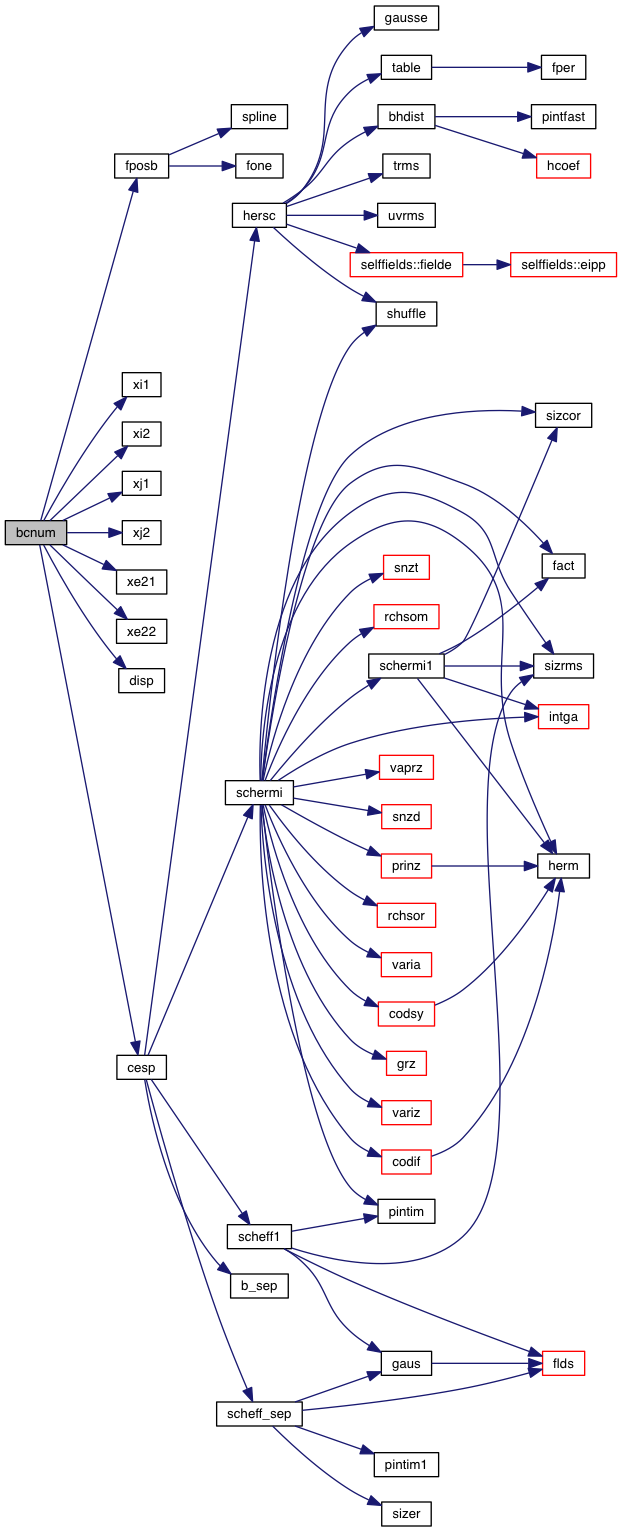 gausse
table
fper
spline
bhdist
pintfast
fposb
fone
trms
hcoef
hersc
uvrms
selffields::fielde
selffields::eipp
shuffle
xi1
sizcor
xi2
xj1
bcnum
xj2
snzt
fact
xe21
rchsom
xe22
schermi1
sizrms
disp
intga
vaprz
schermi
snzd
prinz
herm
rchsor
varia
codsy
cesp
grz
variz
codif
pintim
scheff1
b_sep
gaus
flds
scheff_sep
pintim1
sizer